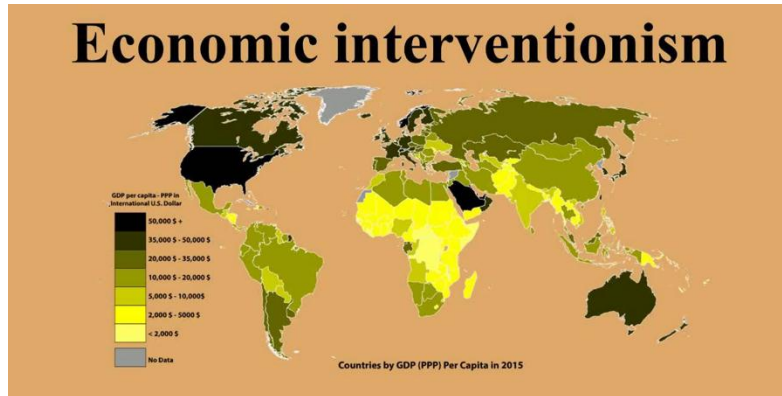 Economic interventionism
GDP per capita - PPP in
International U.S. Dollar
50,000 $ +
35,000 $ - 50,000 $
20,000 $ - 35,000 $
10,000 $ - 20,000 $
5,000 $ - 10,000$
2,000 $ - 5000 $
< 2,000 $
No Data
Countries by GDP (PPP) Per Capita in 2015